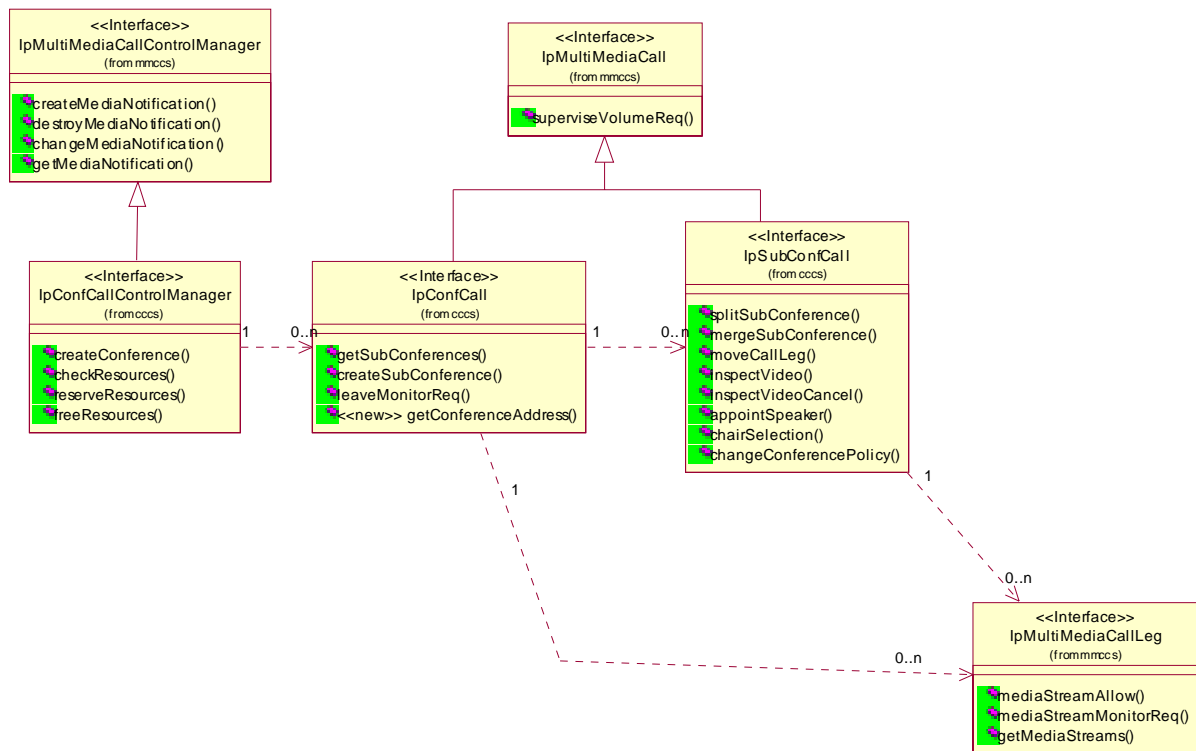 <<Interface>>
IpMultiMediaCallControlManager
(from mmccs)
createMediaNotification()
destroyMediaNotification()
changeMediaNotification()
getMediaNotification()
<<Interface>>
IpMultiMediaCall
(from mmccs)
superviseVolumeReq()
<<Interface>>
IpConfCallControlManager
(from cccs)
createConference()
checkResources()
reserveResources()
freeResources()
1
0..n
<<Interface>>
IpConfCall
(from cccs)
getSubConferences()
createSubConference()
leaveMonitorReq()
<<new>> getConferenceAddress()
1
0..n
<<Interface>>
IpSubConfCall
(from cccs)
splitSubConference()
mergeSubConference()
moveCallLeg()
inspectVideo()
inspectVideoCancel()
appointSpeaker()
chairSelection()
changeConferencePolicy()
1
0..n
1
0..n
<<Interface>>
IpMultiMediaCallLeg
(from mmccs)
mediaStreamAllow()
mediaStreamMonitorReq()
getMediaStreams()